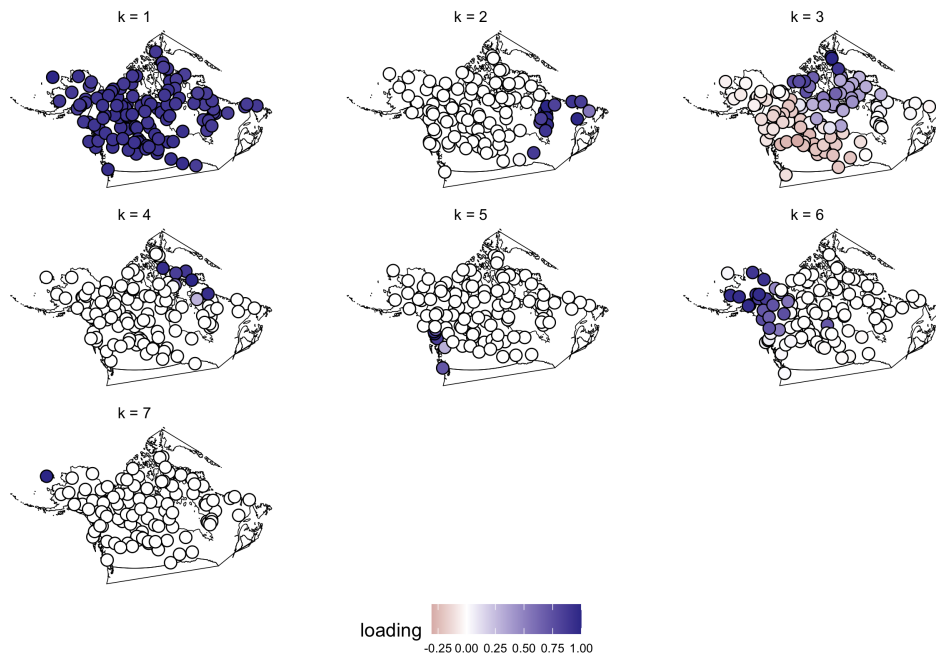 k = 1
k = 2
k = 3
k = 4
k = 5
k = 6
k = 7
loading
-0.25 0.00 0.25 0.50 0.75 1.00